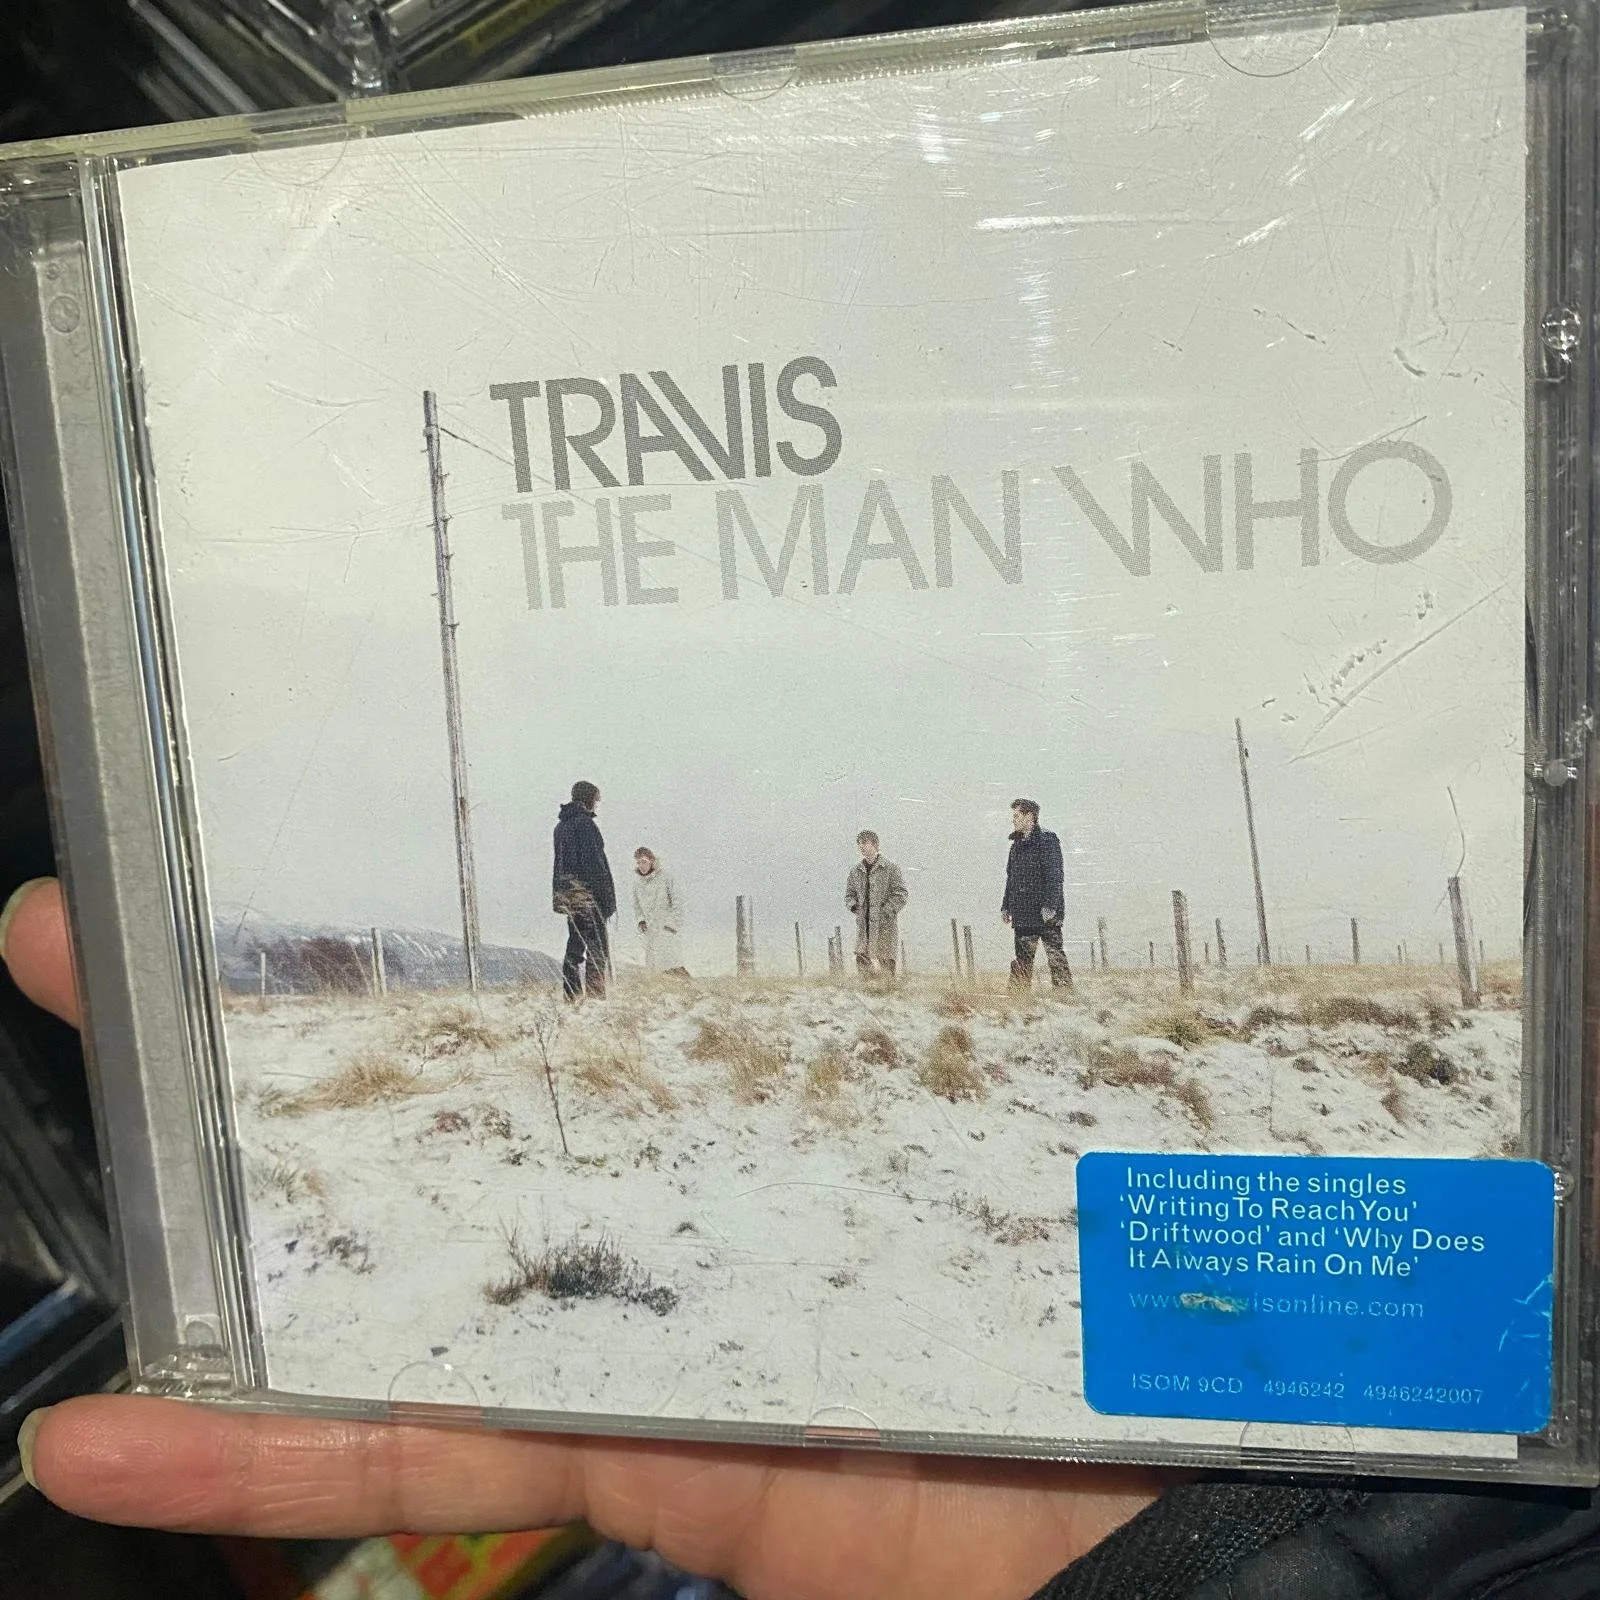 TRAVIS
THE MAN WHO
Including the singles
‘Writing To Reach You’
‘Driftwood’ and ‘Why Does
It Always Rain On Me’
ISOM 9CD 4946242 4946242007